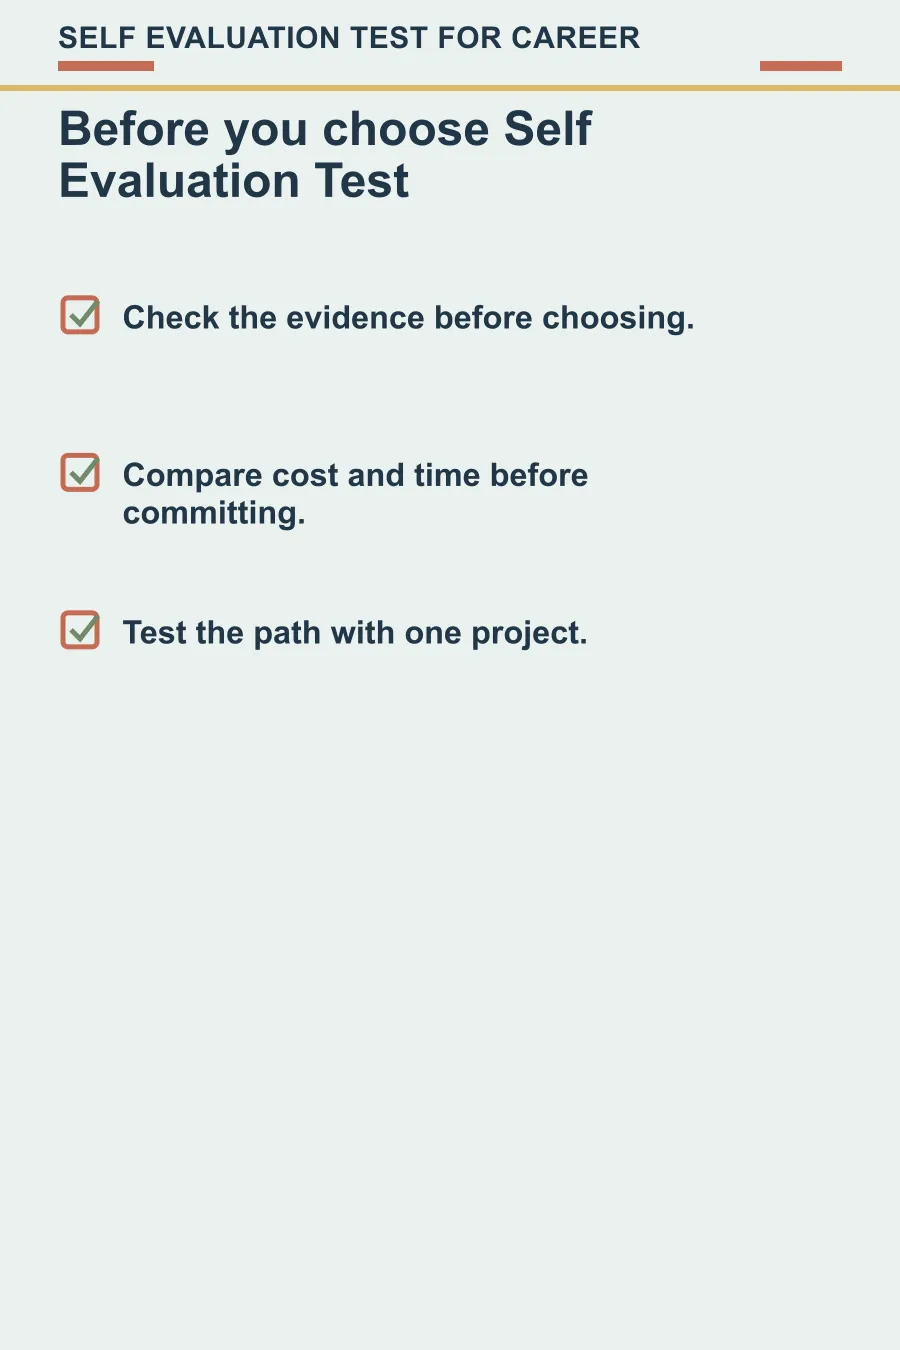 SELF EVALUATION TEST FOR CAREER
Before you choose Self
Evaluation Test
Check the evidence before choosing.
Compare cost and time before
committing.
Test the path with one project.